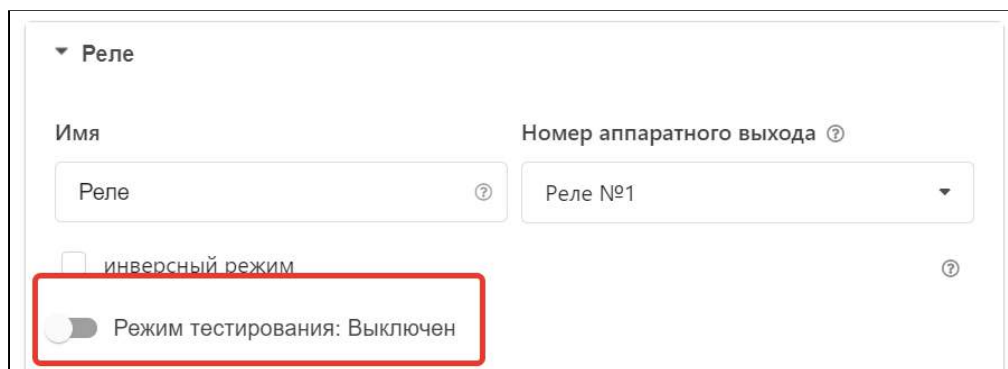 Реле
Имя
Номер аппаратного выхода
Реле
Реле №1
инверсный режим
Режим тестирования: Выключен